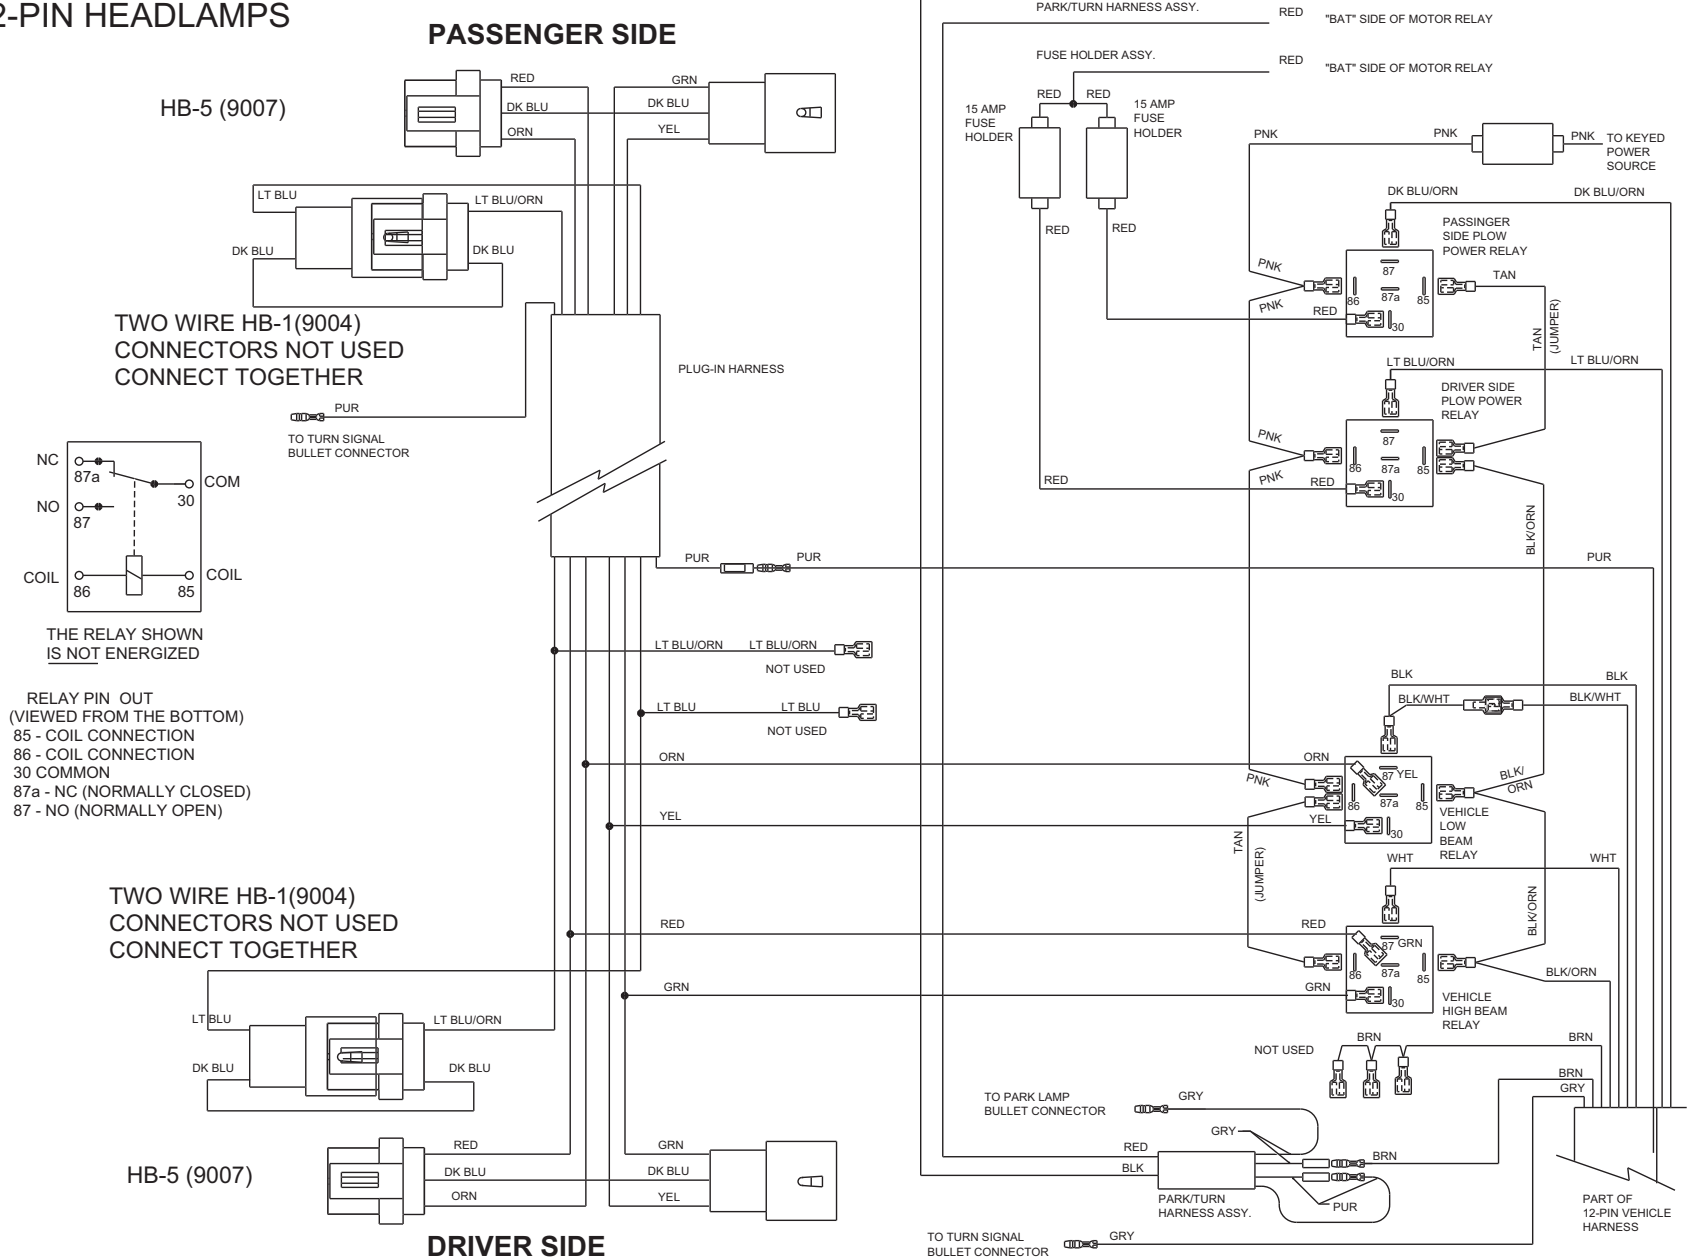 2-PIN HEADLAMPS
PASSENGER SIDE
HB-5 (9007)
RED
DK BLU
ORN
GRN
DK BLU
YEL
LT BLU
LT BLU/ORN
DK BLU
DK BLU
TWO WIRE HB-1(9004)
CONNECTORS NOT USED
CONNECT TOGETHER
PUR
TO TURN SIGNAL
BULLET CONNECTOR
PLUG-IN HARNESS
NC
87a
COM
30
NO
87
COIL
86
85
COIL
THE RELAY SHOWN
IS NOT ENERGIZED
RELAY PIN OUT
(VIEWED FROM THE BOTTOM)
85 - COIL CONNECTION
86 - COIL CONNECTION
30 COMMON
87a - NC (NORMALLY CLOSED)
87 - NO (NORMALLY OPEN)
PUR
PUR
PUR
LT BLU/ORN
LT BLU/ORN
NOT USED
LT BLU
LT BLU
NOT USED
ORN
YEL
RED
GRN
TWO WIRE HB-1(9004)
CONNECTORS NOT USED
CONNECT TOGETHER
LT BLU
LT BLU/ORN
DK BLU
DK BLU
HB-5 (9007)
RED
DK BLU
ORN
GRN
DK BLU
YEL
DRIVER SIDE
PARK/TURN HARNESS ASSY.
RED
"BAT" SIDE OF MOTOR RELAY
FUSE HOLDER ASSY.
RED
"BAT" SIDE OF MOTOR RELAY
RED
RED
15 AMP
FUSE
HOLDER
15 AMP
FUSE
HOLDER
RED
RED
PNK
PNK
PNK
TO KEYED
POWER
SOURCE
DK BLU/ORN
DK BLU/ORN
PASSINGER
SIDE PLOW
POWER RELAY
PNK
PNK
RED
87
86
87a
85
30
TAN
TAN
(JUMPER)
LT BLU/ORN
LT BLU/ORN
DRIVER SIDE
PLOW POWER
RELAY
PNK
PNK
RED
RED
87
86
87a
85
30
BLK/ORN
BLK
BLK
BLK/WHT
BLK/WHT
ORN
PNK
YEL
87 YEL
86
87a
85
30
BLK/
ORN
VEHICLE
LOW
BEAM
RELAY
TAN
(JUMPER)
WHT
WHT
BLK/ORN
RED
GRN
87 GRN
86
87a
85
30
BLK/ORN
VEHICLE
HIGH BEAM
RELAY
NOT USED
BRN
BRN
BRN
GRY
TO PARK LAMP
BULLET CONNECTOR
GRY
GRY
RED
BLK
BRN
PARK/TURN
HARNESS ASSY.
PUR
TO TURN SIGNAL
BULLET CONNECTOR
GRY
PART OF
12-PIN VEHICLE
HARNESS